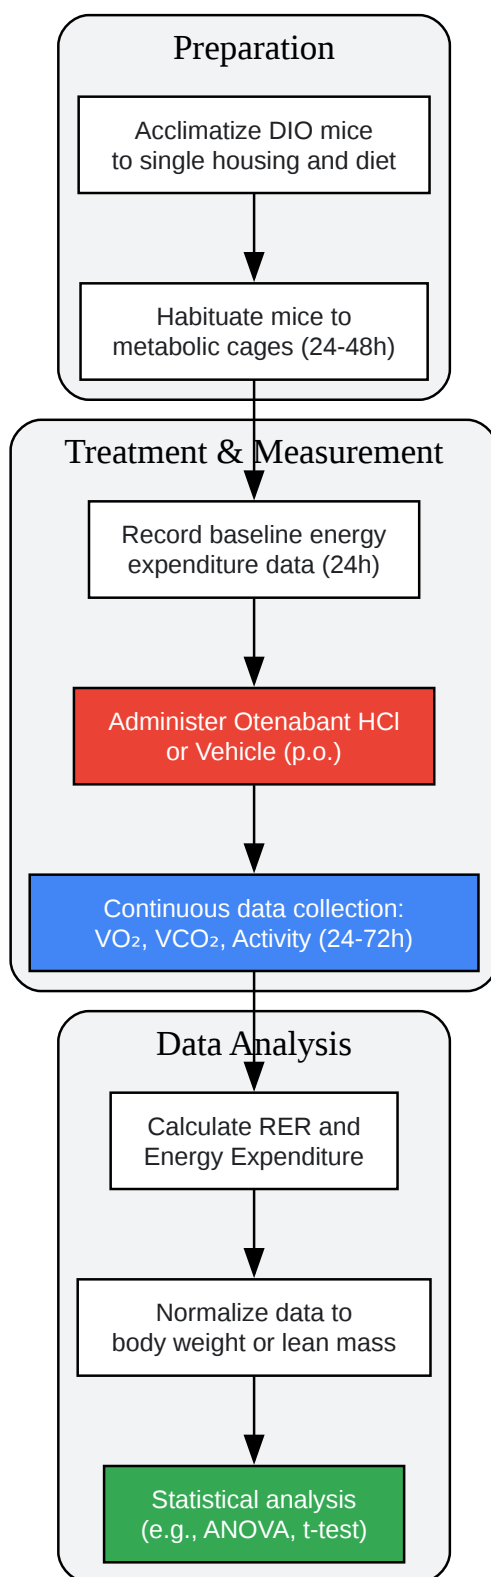 Preparation
Acclimatize DIO mice
to single housing and diet
Habituate mice to
metabolic cages (24-48h)
Treatment & Measurement
Record baseline energy
expenditure data (24h)
Administer Otenabant HCl
or Vehicle (p.o.)
Continuous data collection:
VO₂, VCO₂, Activity (24-72h)
Data Analysis
Calculate RER and
Energy Expenditure
Normalize data to
body weight or lean mass
Statistical analysis
(e.g., ANOVA, t-test)